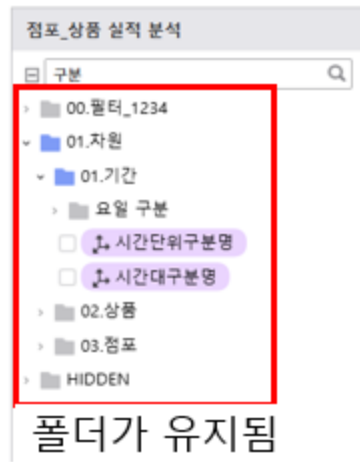 점포_상품 실적 분석
구분
00.필터_1234
01.차원
01.기간
요일 구분
시간단위구분명
시간대구분명
02.상품
03.점포
HIDDEN
폴더가 유지됨